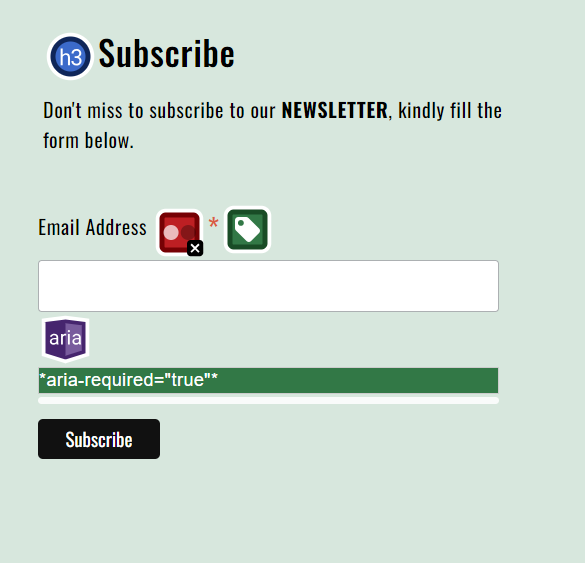 h3 Subscribe
Don't miss to subscribe to our NEWSLETTER, kindly fill the
form below.
Email Address *
aria
*aria-required="true"*
Subscribe